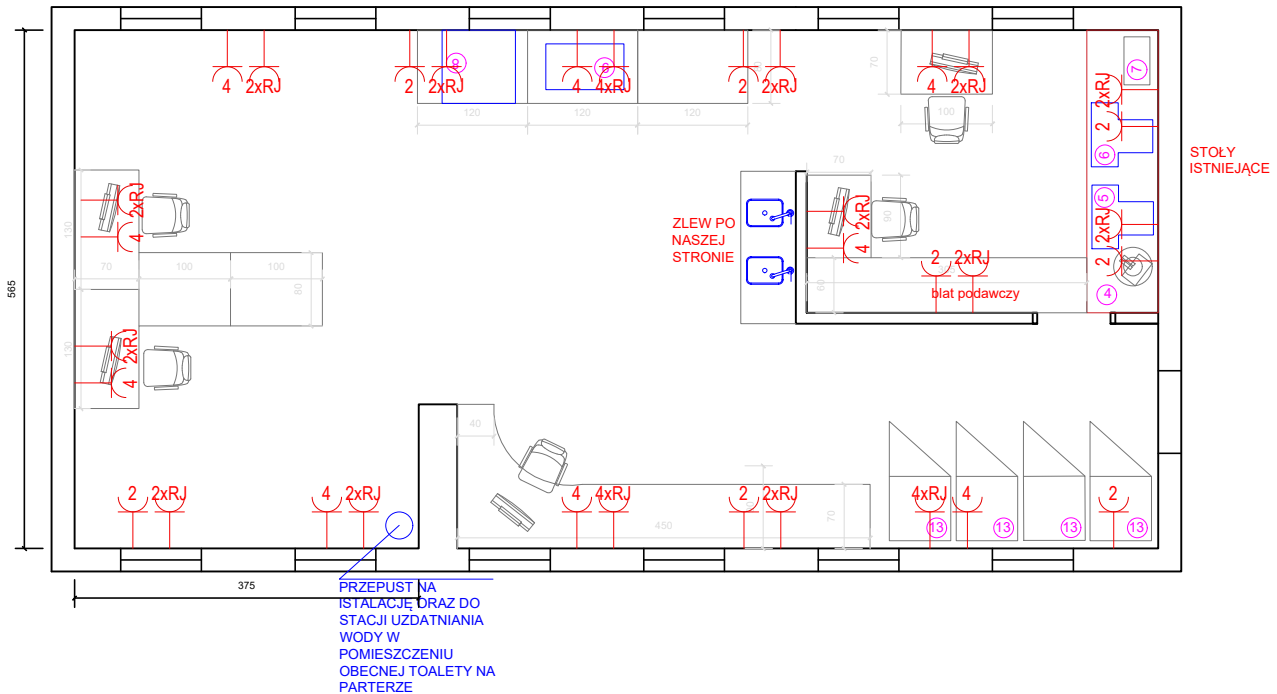 4 2xRJ
2 2xRJ
8
4 4xRJ
6
2 2xRJ
4 2xRJ
7
2xRJ
2
6
5
2xRJ
2
4
70
100
120
120
120
STOŁY
ISTNIEJĄCE
565
130
2xRJ
4
70
100
100
80
130
2xRJ
4
ZLEW PO
NASZEJ
STRONIE
70
2xRJ
90
4
2 2xRJ
60
blat podawczy
40
2 2xRJ
4 2xRJ
4 4xRJ
2 2xRJ
450
70
4xRJ 4
2
13
13
13
13
375
PRZEPUST NA
ISTALACJĘ ORAZ DO
STACJI UZDATNIANIA
WODY W
POMIESZCZENIU
OBECNEJ TOALETY NA
PARTERZE